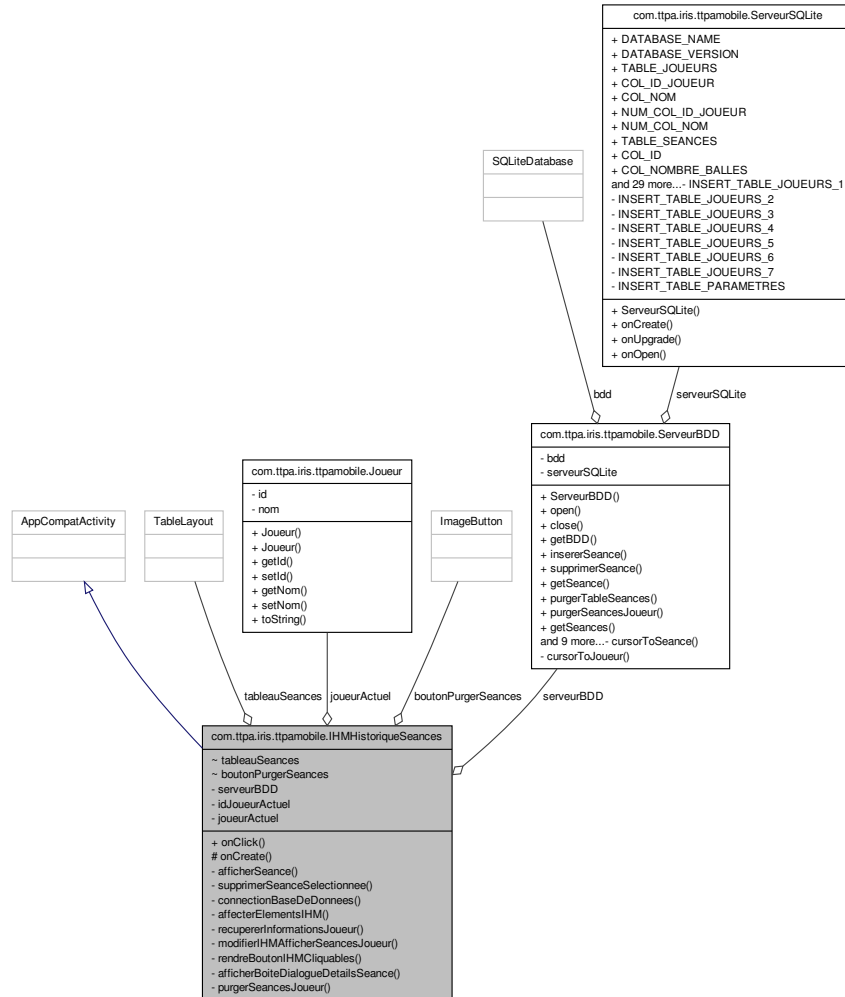 com.ttpa.iris.ttpamobile.ServeurSQLite
+ DATABASE_NAME
+ DATABASE_VERSION
+ TABLE_JOUEURS
+ COL_ID_JOUEUR
+ COL_NOM
+ NUM_COL_ID_JOUEUR
+ NUM_COL_NOM
+ TABLE_SEANCES
+ COL_ID
+ COL_NOMBRE_BALLES
and 29 more...- INSERT_TABLE_JOUEURS_1
- INSERT_TABLE_JOUEURS_2
- INSERT_TABLE_JOUEURS_3
- INSERT_TABLE_JOUEURS_4
- INSERT_TABLE_JOUEURS_5
- INSERT_TABLE_JOUEURS_6
- INSERT_TABLE_JOUEURS_7
- INSERT_TABLE_PARAMETRES
+ ServeurSQLite()
+ onCreate()
+ onUpgrade()
+ onOpen()
SQLiteDatabase
bdd
serveurSQLite
com.ttpa.iris.ttpamobile.ServeurBDD
- bdd
- serveurSQLite
+ ServeurBDD()
+ open()
+ close()
+ getBDD()
+ insererSeance()
+ supprimerSeance()
+ getSeance()
+ purgerTableSeances()
+ purgerSeancesJoueur()
+ getSeances()
and 9 more...- cursorToSeance()
- cursorToJoueur()
AppCompatActivity
TableLayout
com.ttpa.iris.ttpamobile.Joueur
- id
- nom
+ Joueur()
+ Joueur()
+ getId()
+ setId()
+ getNom()
+ setNom()
+ toString()
ImageButton
tableauSeances
joueurActuel
boutonPurgerSeances
serveurBDD
com.ttpa.iris.ttpamobile.IHMHistoriqueSeances
~ tableauSeances
~ boutonPurgerSeances
- serveurBDD
- idJoueurActuel
- joueurActuel
+ onClick()
# onCreate()
- afficherSeance()
- supprimerSeanceSelectionnee()
- connectionBaseDeDonnees()
- affecterElementsIHM()
- recupererInformationsJoueur()
- modifierIHMAfficherSeancesJoueur()
- rendreBoutonIHMCliquables()
- afficherBoiteDialogueDetailsSeance()
- purgerSeancesJoueur()